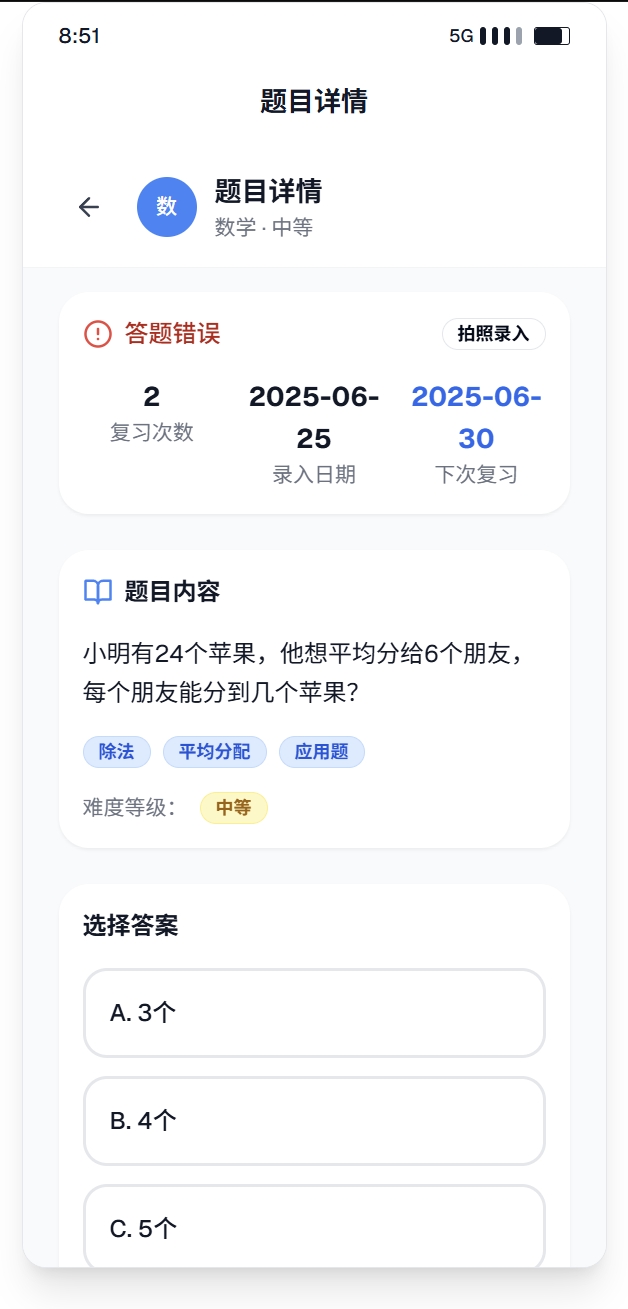 8:51
5G
题目详情
数
题目详情
数学 · 中等
答题错误
拍照录入
2
复习次数
2025-06-
25
录入日期
2025-06-
30
下次复习
题目内容
小明有24个苹果，他想平均分给6个朋友，
每个朋友能分到几个苹果？
除法
平均分配
应用题
难度等级：
中等
选择答案
A. 3个
B. 4个
C. 5个